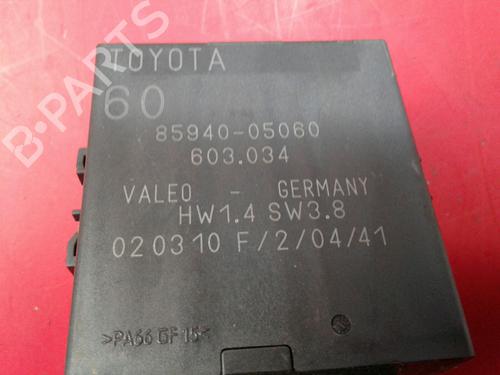 B-PARTS
TOYOTA
60
85940-05060
603.034
VALEO - GERMANY
HW1.4 SW3.8
020310 F/2/04/41
>PA66 GF15<